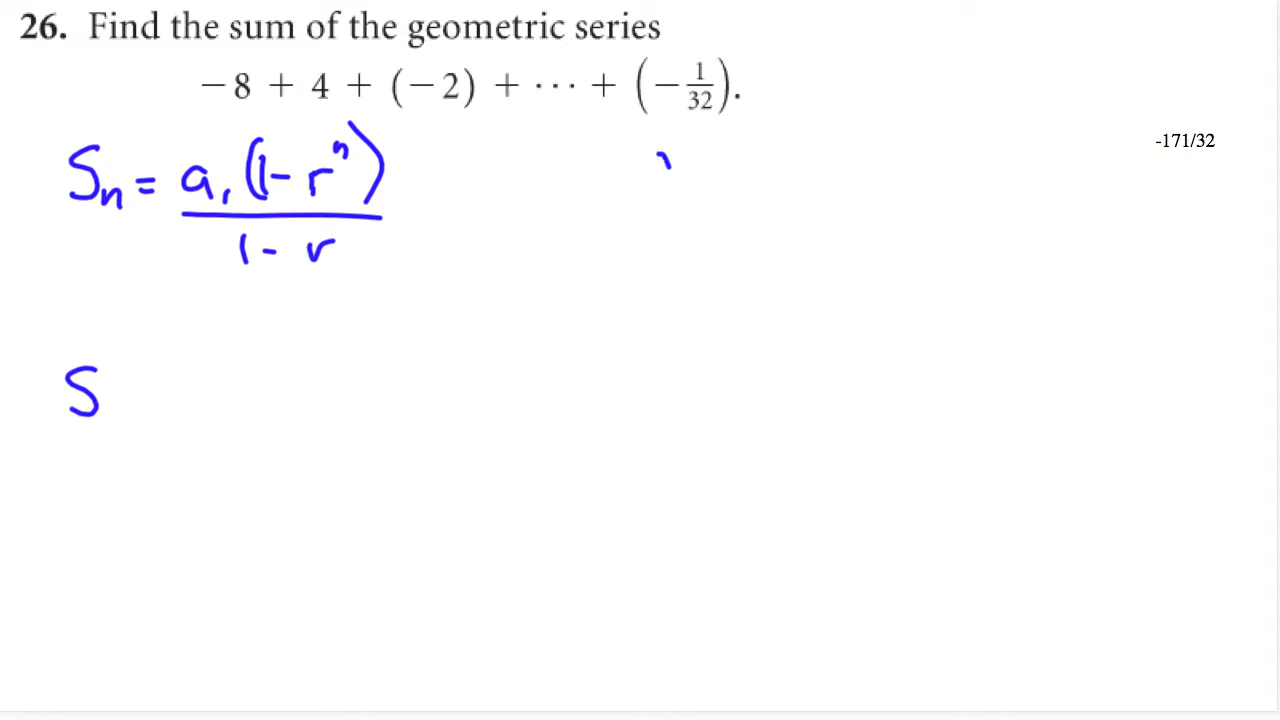 26. Find the sum of the geometric series
−8 + 4 + (−2) + ⋯ + (−1/32).
-171/32
Sn = a1(1 - r^n)
1 - r
S